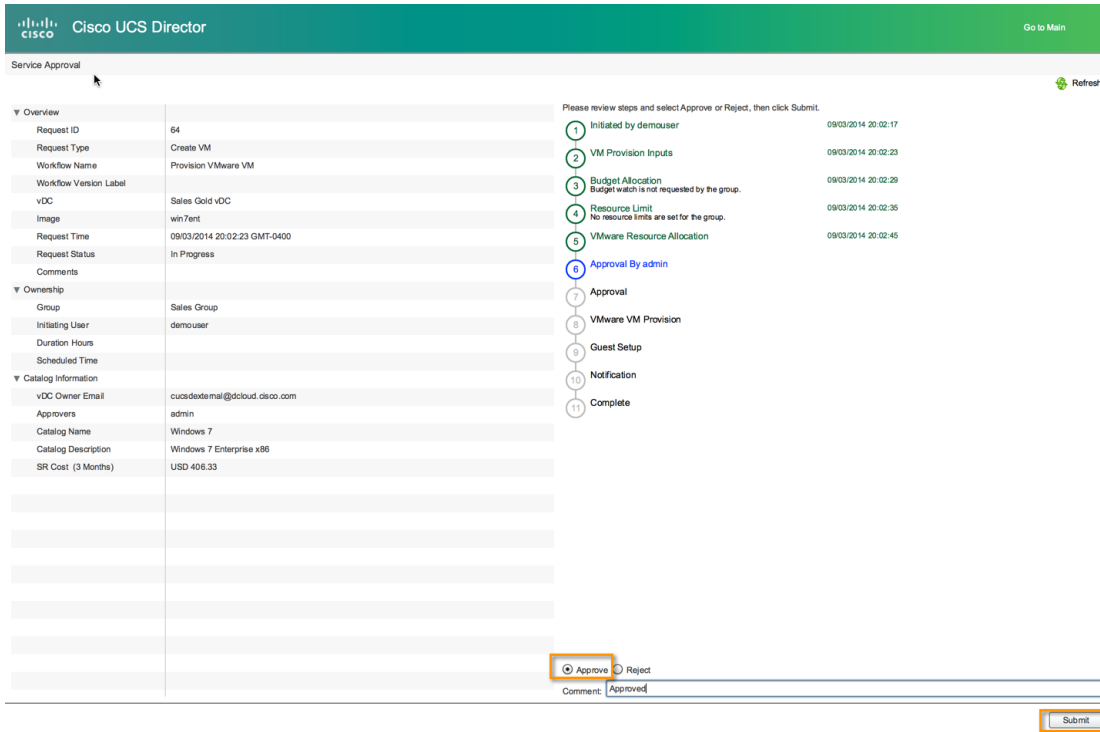 CISCO Cisco UCS Director Go to Main
Service Approval
Refresh
▼ Overview
Request ID 64
Request Type Create VM
Workflow Name Provision VMware VM
Workflow Version Label
vDC Sales Gold vDC
Image win7ent
Request Time 09/03/2014 20:02:23 GMT-0400
Request Status In Progress
Comments
▼ Ownership
Group Sales Group
Initiating User demouser
Duration Hours
Scheduled Time
▼ Catalog Information
vDC Owner Email cucsdexternal@dcloud.cisco.com
Approvers admin
Catalog Name Windows 7
Catalog Description Windows 7 Enterprise x86
SR Cost (3 Months) USD 406.33
Please review steps and select Approve or Reject, then click Submit.
1 Initiated by demouser 09/03/2014 20:02:17
2 VM Provision Inputs 09/03/2014 20:02:23
3 Budget Allocation 09/03/2014 20:02:29
Budget watch is not requested by the group.
4 Resource Limit 09/03/2014 20:02:35
No resource limits are set for the group.
5 VMware Resource Allocation 09/03/2014 20:02:45
6 Approval By admin
7 Approval
8 VMware VM Provision
9 Guest Setup
10 Notification
11 Complete
Approve Reject
Comment: Approved
Submit